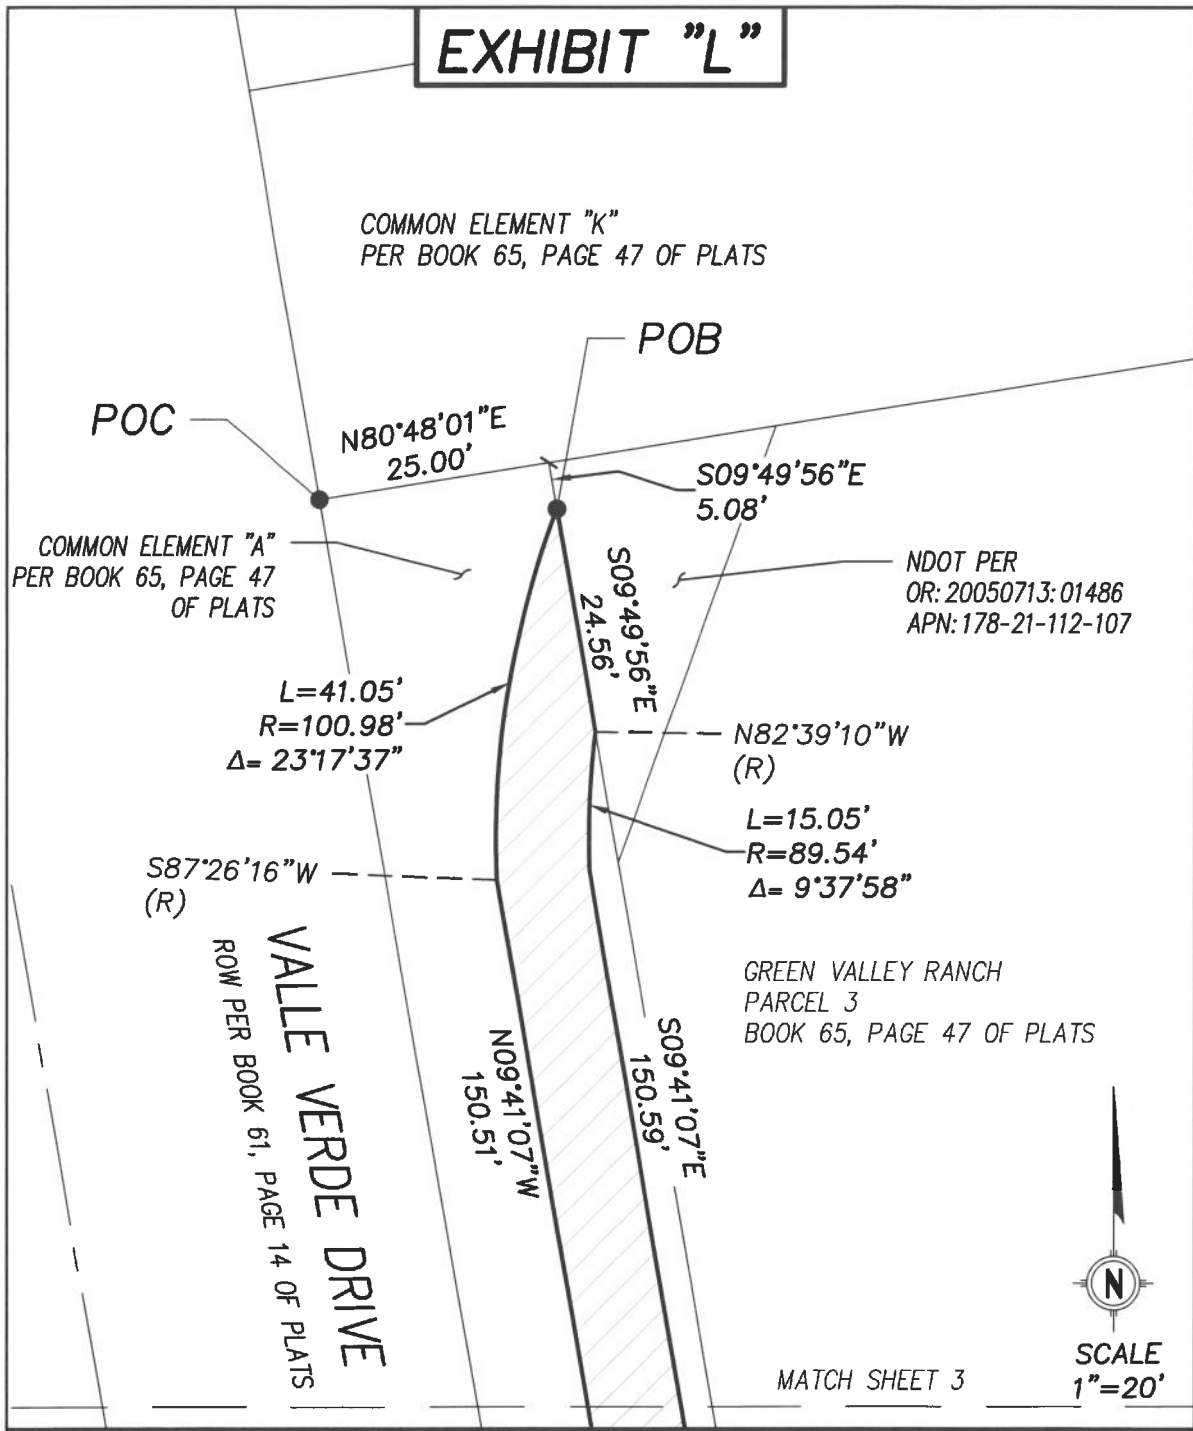 EXHIBIT "L"
COMMON ELEMENT "K"
PER BOOK 65, PAGE 47 OF PLATS
POB
POC
N80°48'01"E
25.00'
S09°49'56"E
5.08'
COMMON ELEMENT "A"
PER BOOK 65, PAGE 47
OF PLATS
NDOT PER
OR: 20050713: 01486
APN: 178-21-112-107
S09°49'56"E
24.56'
L=41.05'
R=100.98'
Δ= 23°17'37"
N82°39'10"W
(R)
L=15.05'
R=89.54'
Δ= 9°37'58"
S87°26'16"W
(R)
VALLE VERDE DRIVE
ROW PER BOOK 61, PAGE 14 OF PLATS
GREEN VALLEY RANCH
PARCEL 3
BOOK 65, PAGE 47 OF PLATS
N09°41'07"W
150.51'
S09°41'07"E
150.59'
N
SCALE
1"=20'
MATCH SHEET 3